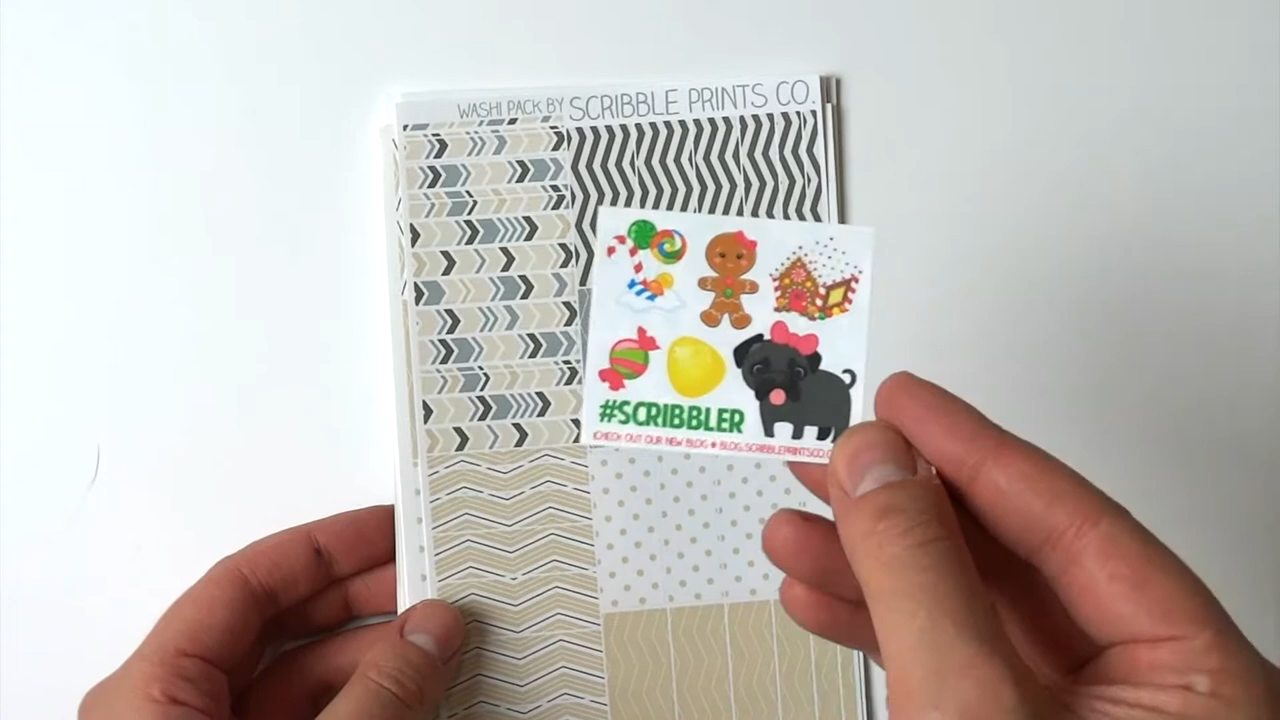 WASHI PACK BY SCRIBBLE PRINTS CO.
#SCRIBBLER
(CHECK OUT OUR NEW BLOG # BLOG.SCRIBBLEPRINTSCO.C